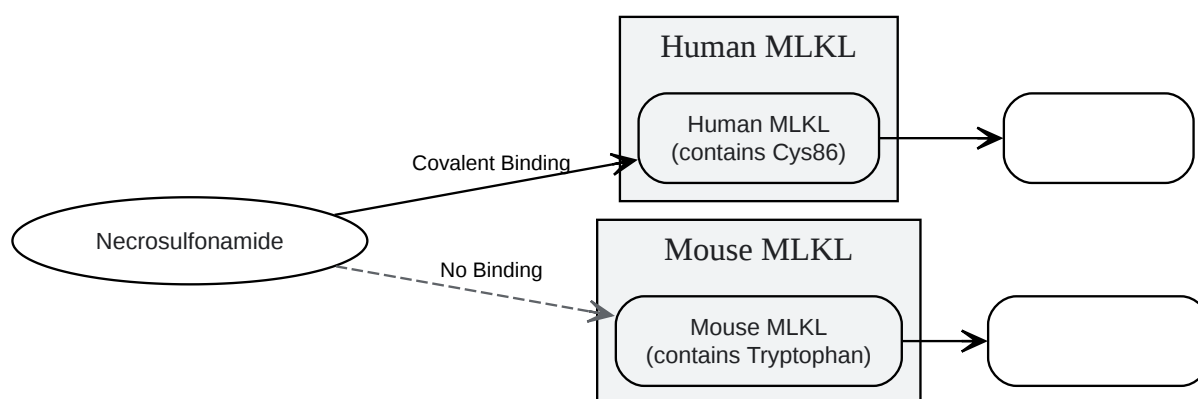 Human MLKL
Human MLKL
(contains Cys86)
Covalent Binding
Necrosulfonamide
Mouse MLKL
No Binding
Mouse MLKL
(contains Tryptophan)